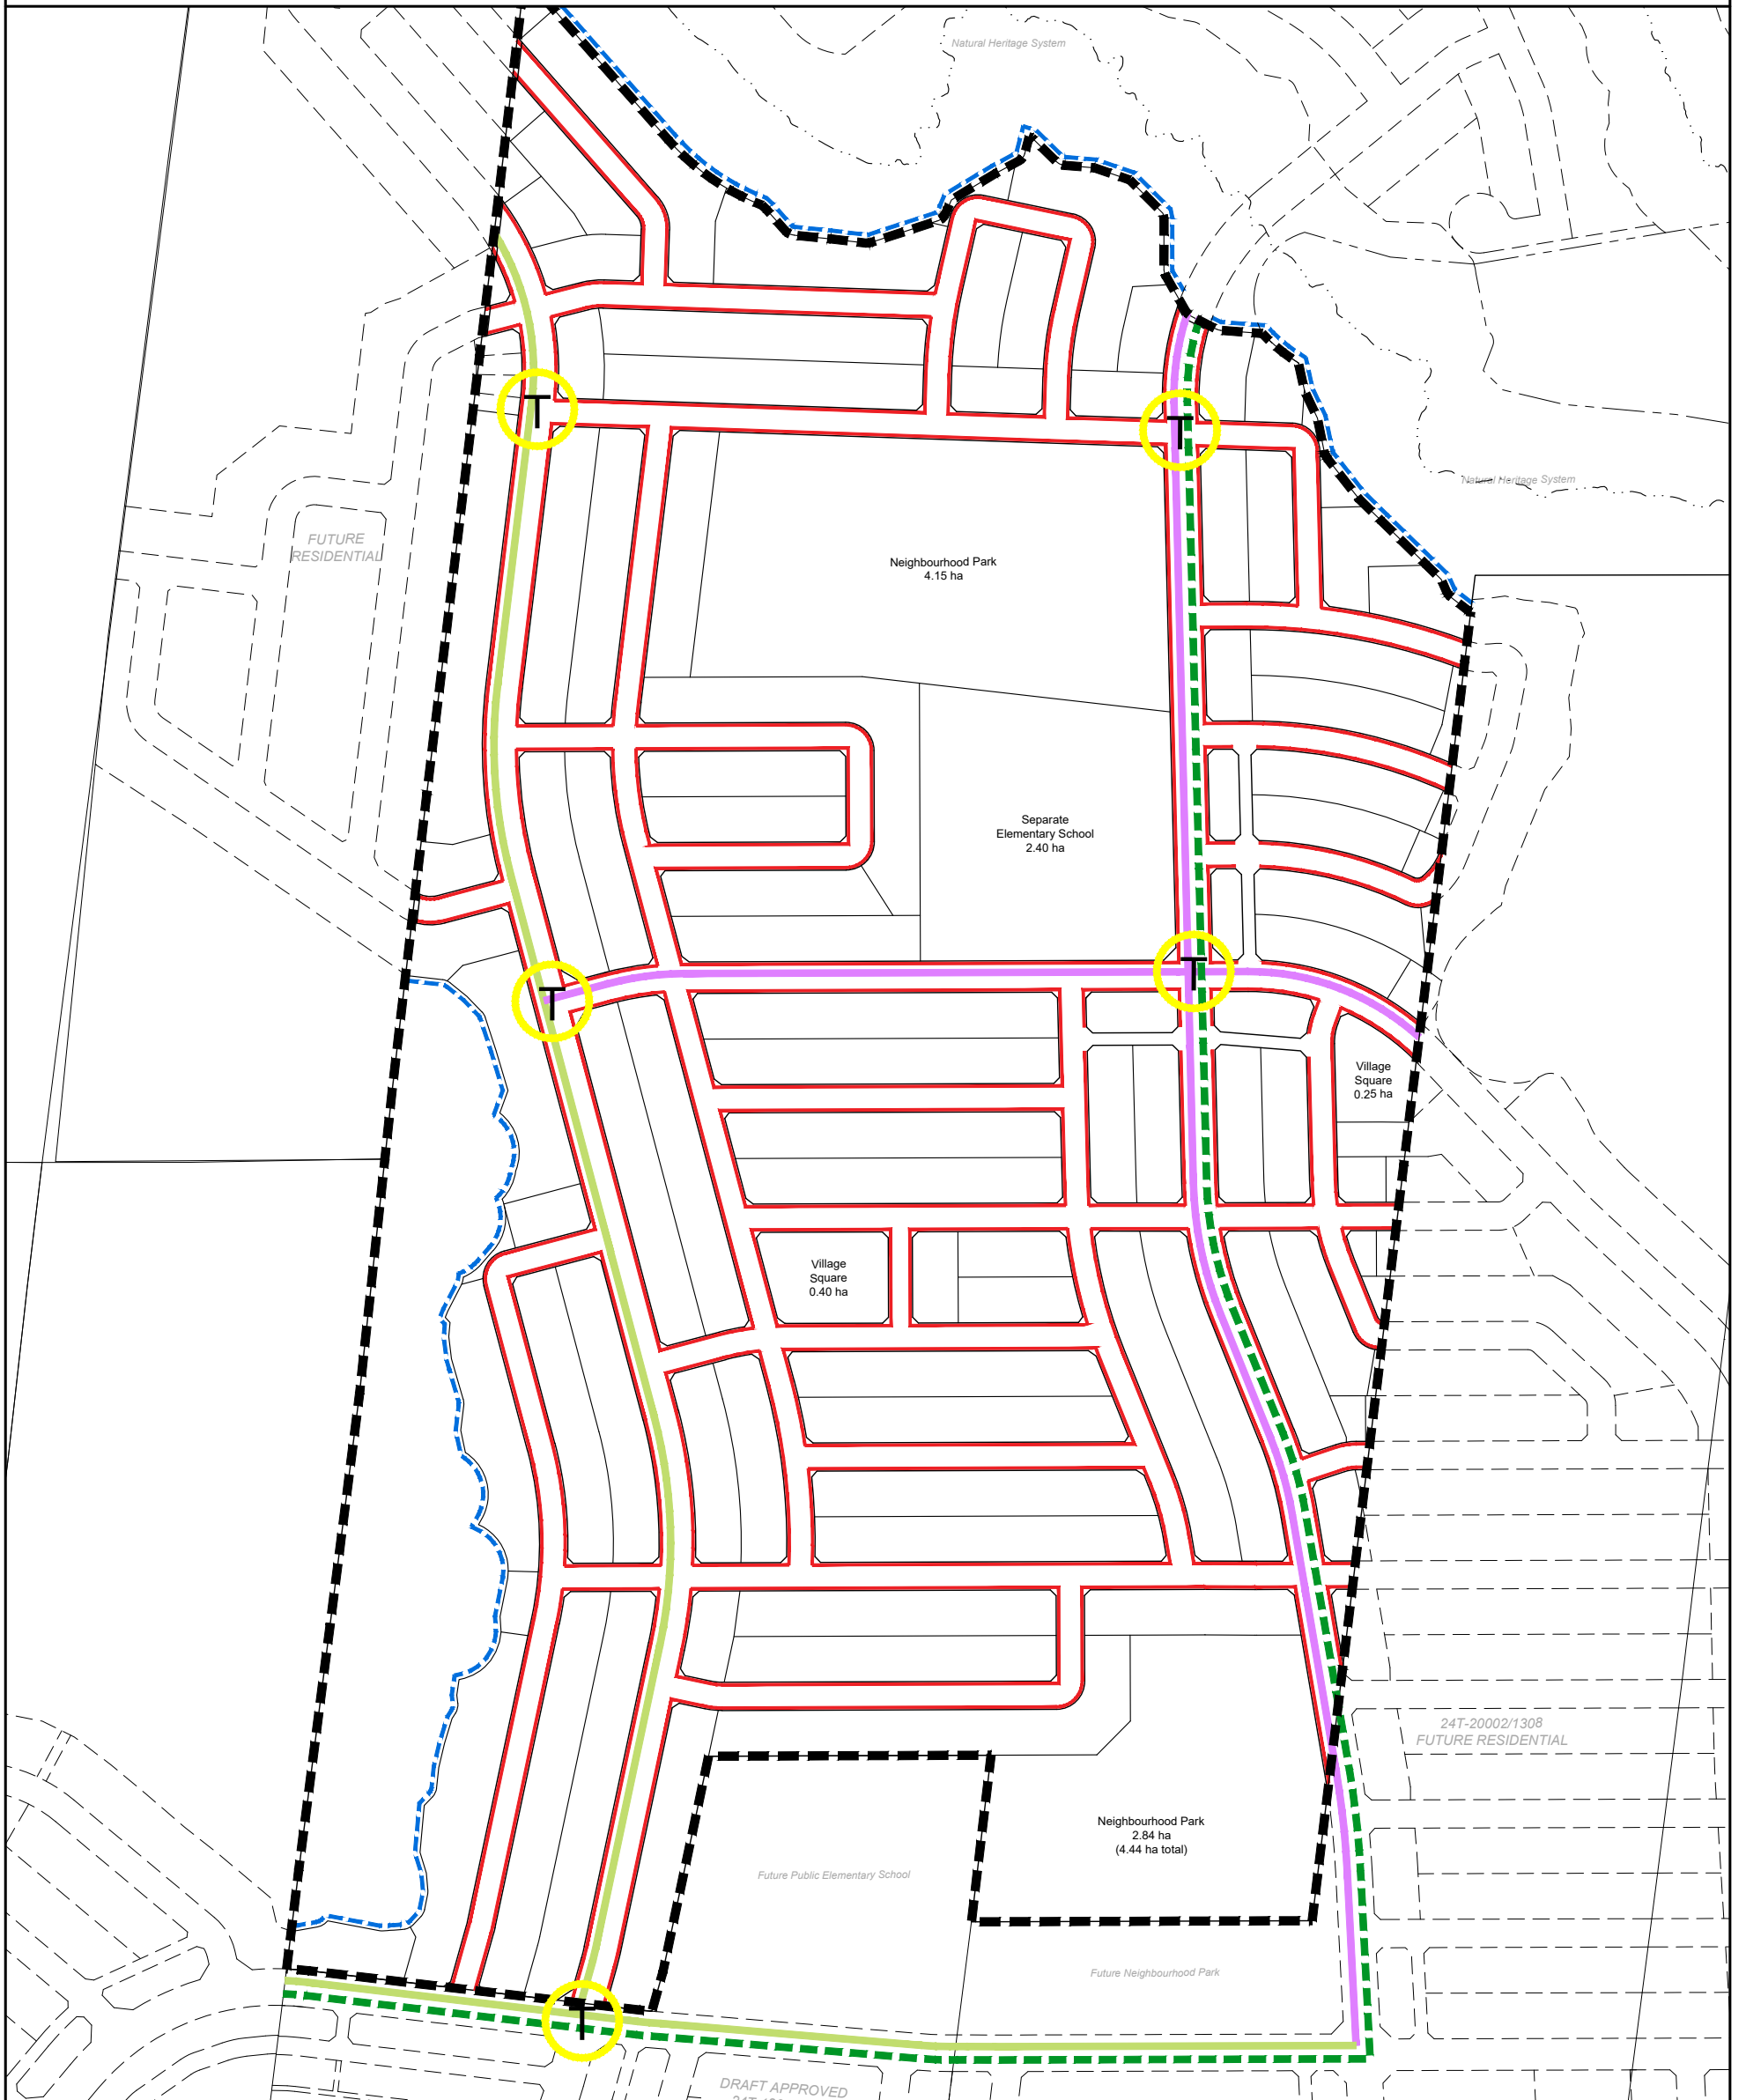 Natural Heritage System
T
T
Natural Heritage System
FUTURE
RESIDENTIAL
Neighbourhood Park
4.15 ha
Separate
Elementary School
2.40 ha
T
T
Village
Square
0.25 ha
Village
Square
0.40 ha
24T-20002/1308
FUTURE RESIDENTIAL
Neighbourhood Park
2.84 ha
(4.44 ha total)
Future Public Elementary School
Future Neighbourhood Park
T
DRAFT APPROVED